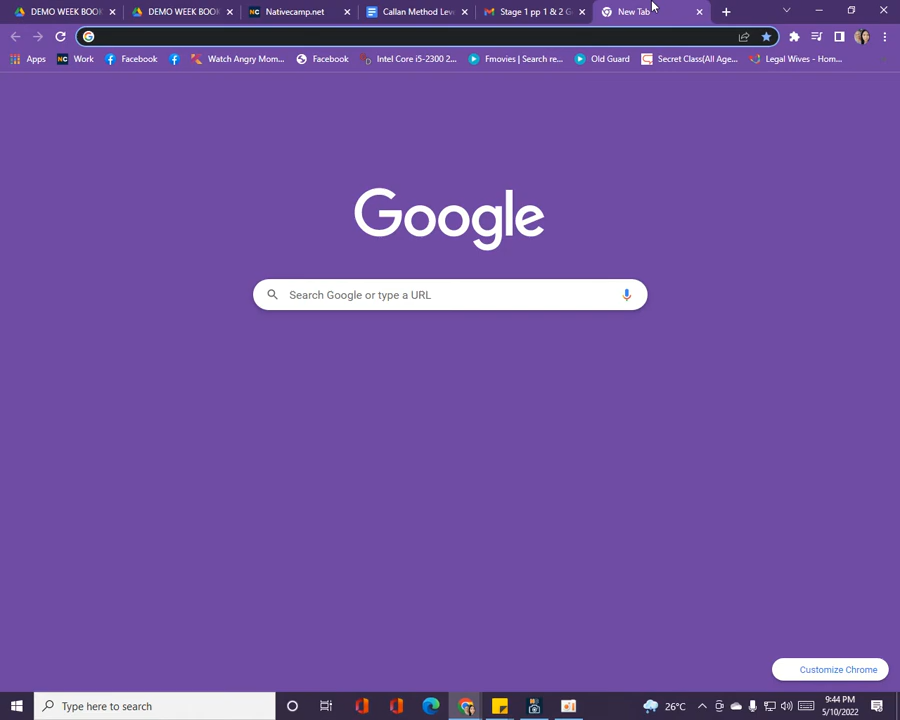 DEMO WEEK BOOK
DEMO WEEK BOOK
NC Nativecamp.net
Callan Method Leve
Stage 1 pp 1 & 2 G
New Tab
G
Apps
NC Work
Facebook
Watch Angry Mom...
Facebook
Intel Core i5-2300 2...
Fmovies | Search re...
Old Guard
Secret Class(All Age...
Legal Wives - Hom...
Google
Search Google or type a URL
Customize Chrome
Type here to search
26°C
9:44 PM
5/10/2022